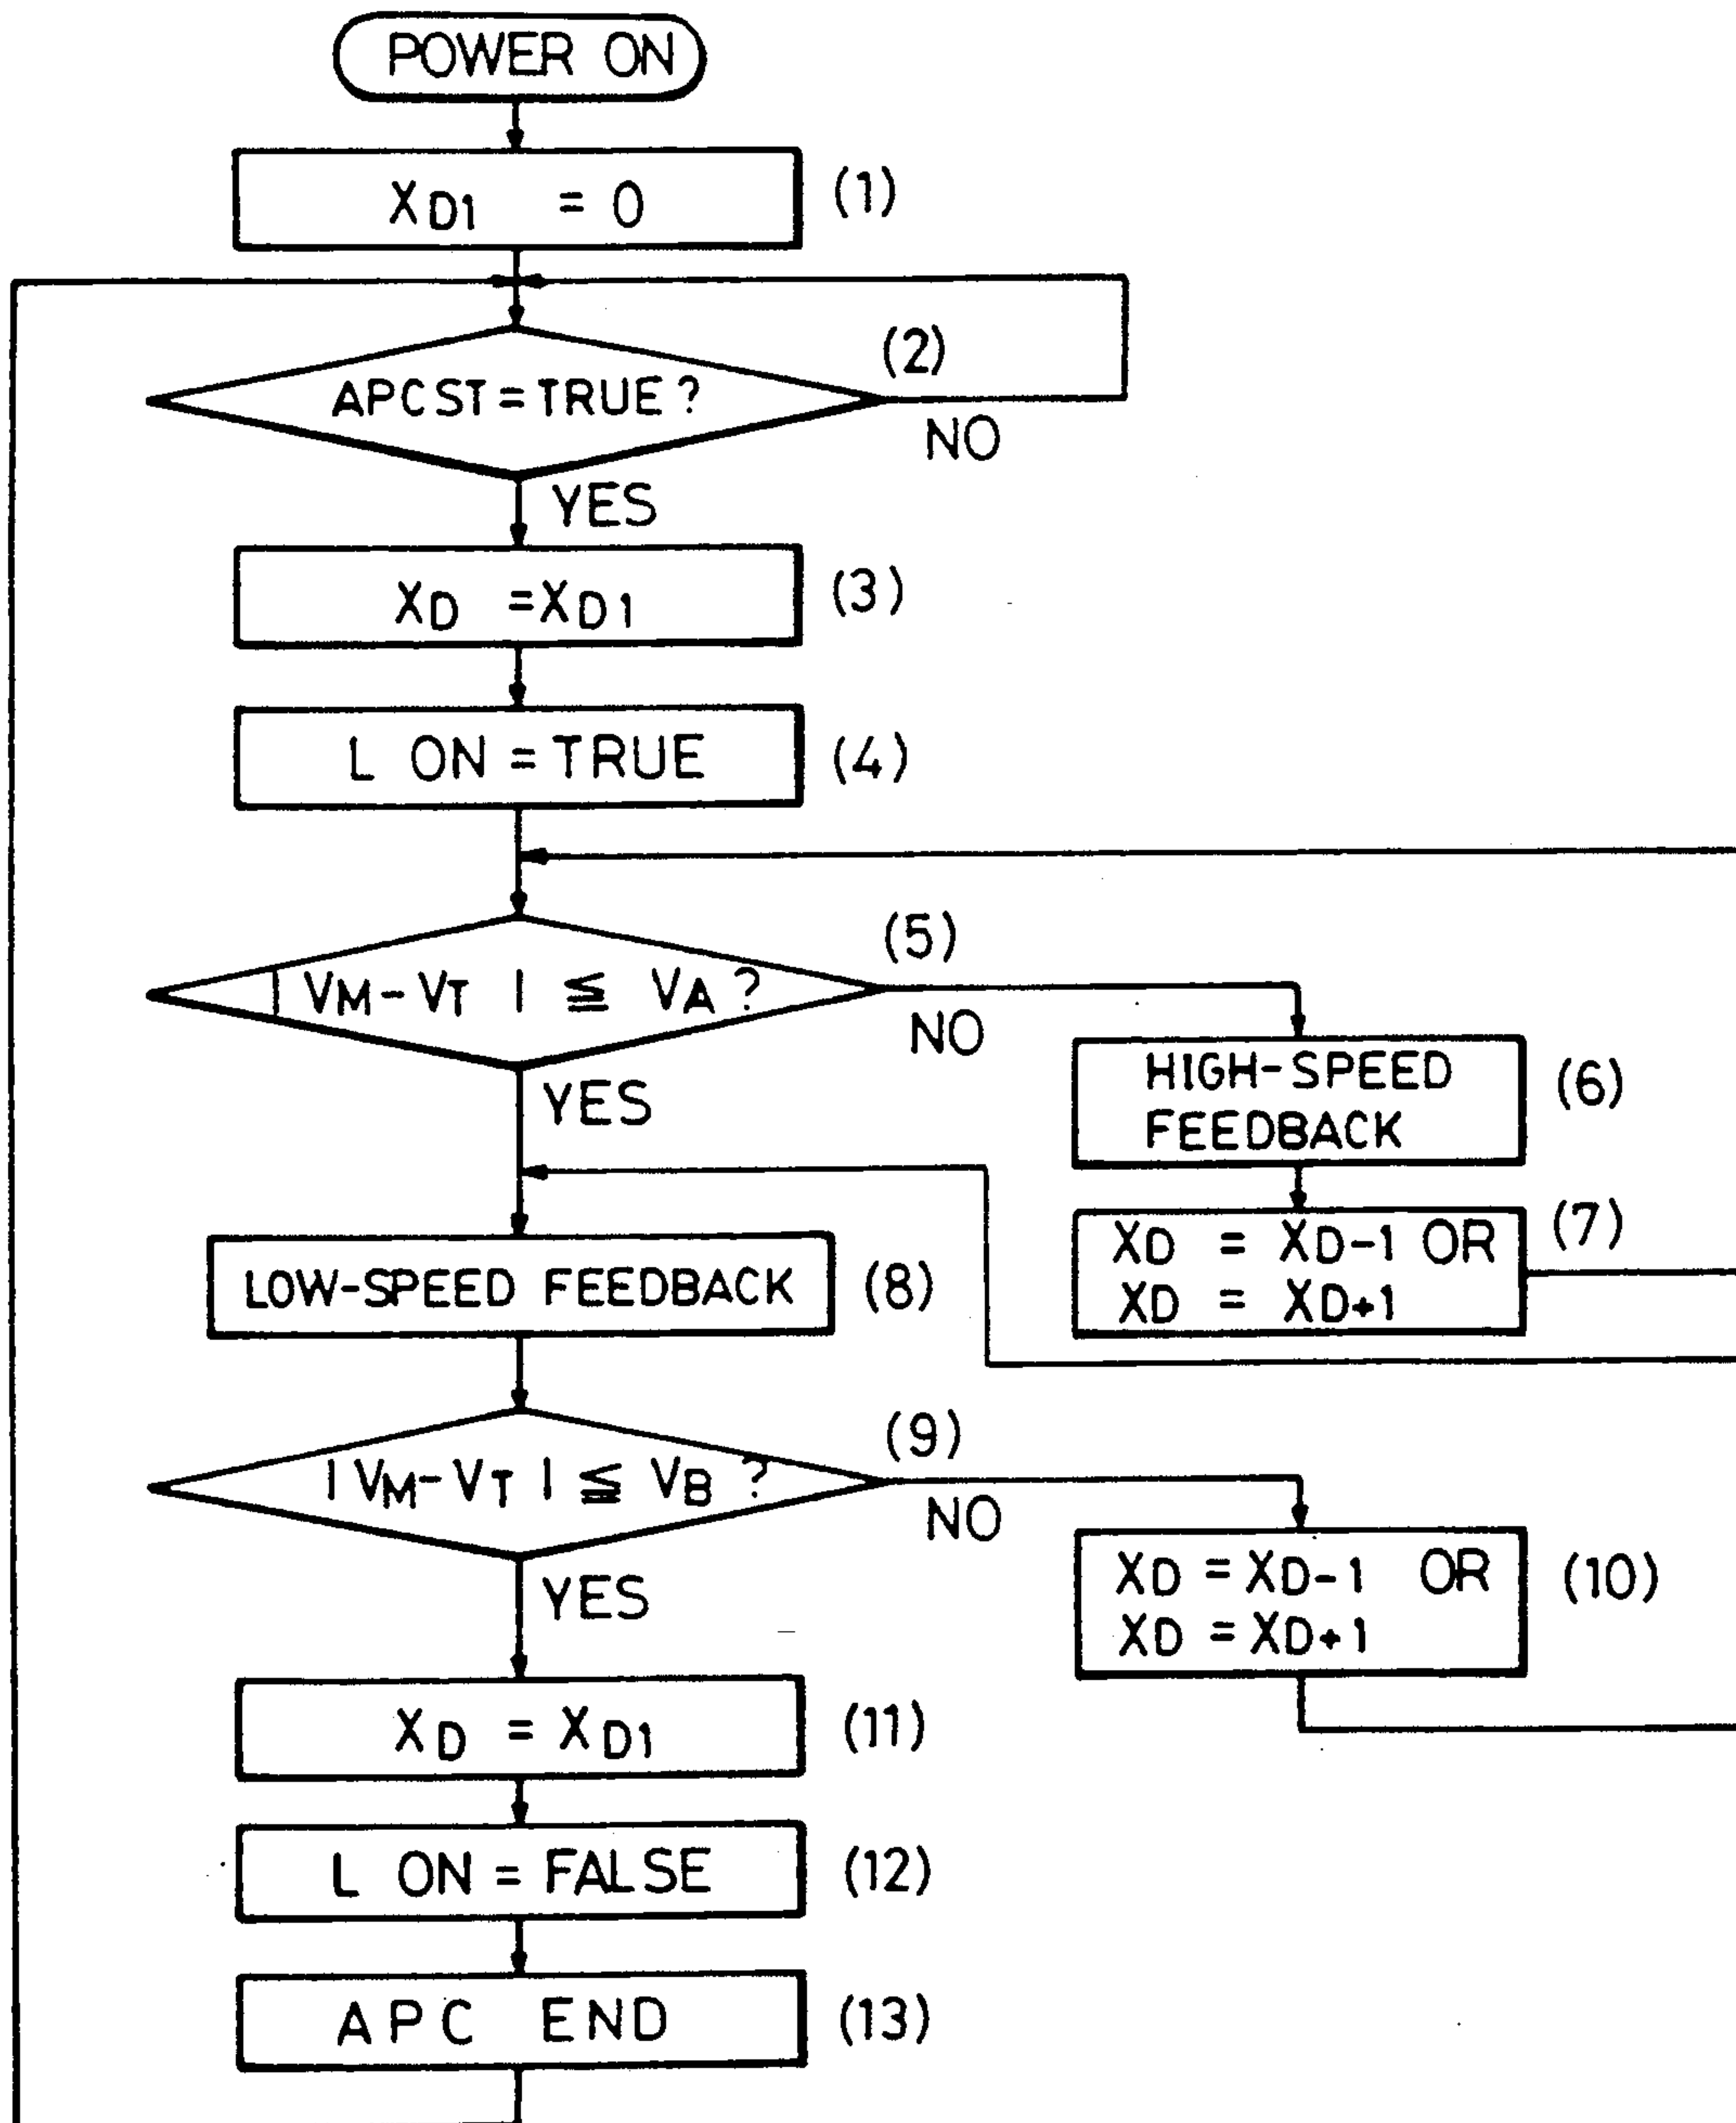 POWER ON
XD1 = 0 (1)
(2)
APCST = TRUE ?
NO
YES
XD = XD1 (3)
L ON = TRUE (4)
(5)
| VM - VT | ≦ VA ?
NO
YES
HIGH-SPEED
FEEDBACK
(6)
(7)
XD = XD-1 OR
XD = XD+1
LOW-SPEED FEEDBACK (8)
(9)
| VM - VT | ≦ VB ?
NO
YES
XD = XD-1 OR
XD = XD+1
(10)
XD = XD1 (11)
L ON = FALSE (12)
APC END (13)